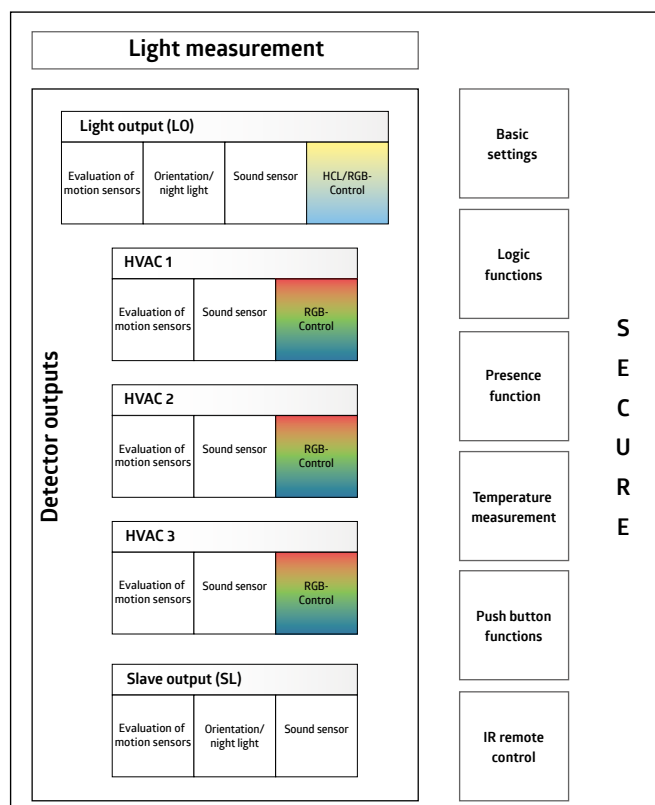 Light measurement
Detector outputs
Light output (LO)
Evaluation of
motion sensors
Orientation/
night light
Sound sensor
HCL/RGB-
Control
HVAC 1
Evaluation of
motion sensors
Sound sensor
RGB-
Control
HVAC 2
Evaluation of
motion sensors
Sound sensor
RGB-
Control
HVAC 3
Evaluation of
motion sensors
Sound sensor
RGB-
Control
Slave output (SL)
Evaluation of
motion sensors
Orientation/
night light
Sound sensor
Basic
settings
Logic
functions
Presence
function
Temperature
measurement
Push button
functions
IR remote
control
S
E
C
U
R
E